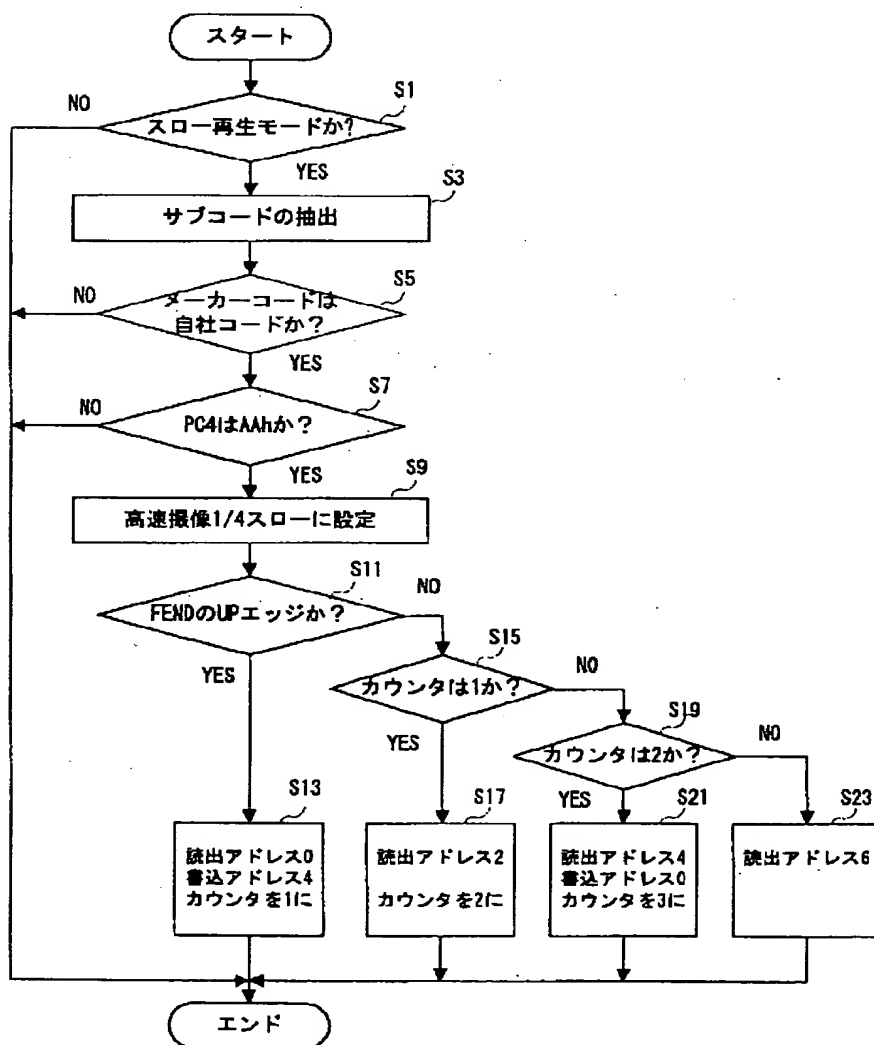 スタート
S1
NO
スロー再生モードか?
YES
S3
サブコードの抽出
S5
NO
メーカーコードは
自社コードか?
YES
S7
NO
PC4はAAhか?
YES
S9
高速撮像1/4スローに設定
S11
FENDのUPエッジか?
NO
YES
S15
カウンタは1か?
NO
YES
S19
カウンタは2か?
NO
YES
S13
読出アドレス0
書込アドレス4
カウンタを1に
S17
読出アドレス2
カウンタを2に
S21
読出アドレス4
書込アドレス0
カウンタを3に
S23
読出アドレス6
エンド